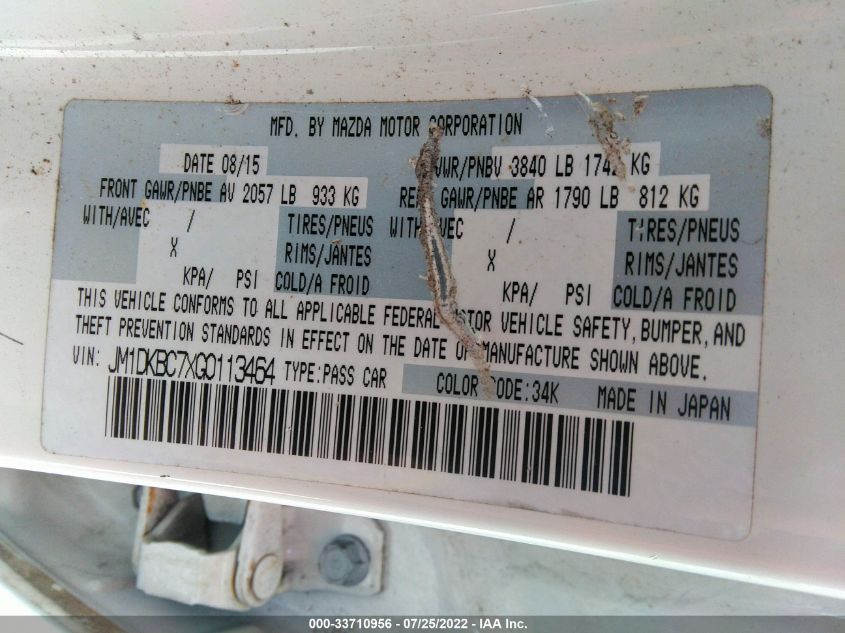 MFD. BY MAZDA MOTOR CORPORATION
DATE 08/15
WR/PNBV 3840 LB 1742 KG
FRONT GAWR/PNBE AV 2057 LB 933 KG
GAWR/PNBE AR 1790 LB 812 KG
WITH/AVEC / TIRES/PNEUS
X RIMS/JANTES
KPA/ PSI COLD/A FROID
/ TIRES/PNEUS
X RIMS/JANTES
KPA/ PSI COLD/A FROID
THIS VEHICLE CONFORMS TO ALL APPLICABLE FEDERAL MOTOR VEHICLE SAFETY, BUMPER, AND
THEFT PREVENTION STANDARDS IN EFFECT ON THE DATE OF MANUFACTURE SHOWN ABOVE.
VIN: JM1DKBC7XG0113464 TYPE:PASS CAR
COLOR CODE:34K MADE IN JAPAN
000-33710956 - 07/25/2022 - IAA Inc.